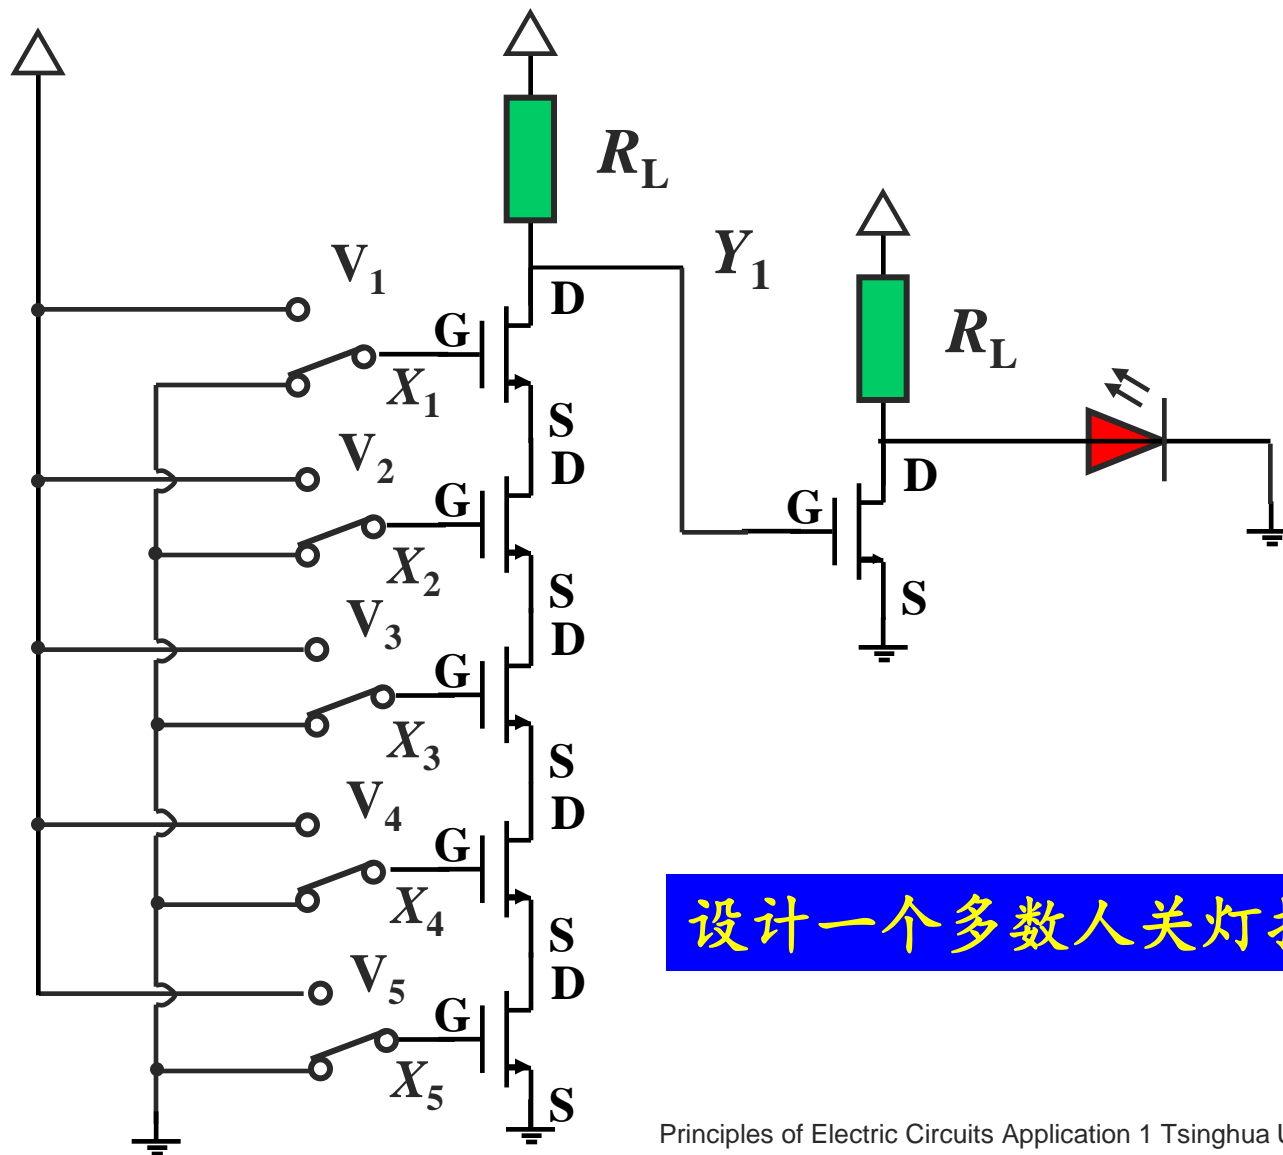 R_L
V_1
Y_1
D
G
X_1
R_L
S
V_2
D
D
G
G
X_2
S
S
V_3
D
G
X_3
S
V_4
D
G
X_4
设计一个多数人关灯
S
V_5
D
G
X_5
S
Principles of Electric Circuits Application 1 Tsinghua